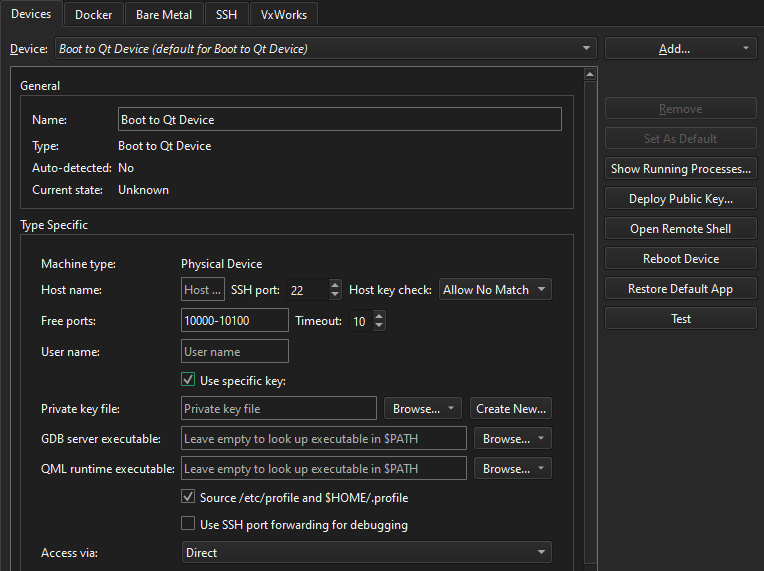 Devices Docker Bare Metal SSH VxWorks
Device: Boot to Qt Device (default for Boot to Qt Device) Add...
General
Name: Boot to Qt Device
Remove
Type: Boot to Qt Device
Set As Default
Auto-detected: No
Show Running Processes...
Current state: Unknown
Deploy Public Key...
Type Specific
Open Remote Shell
Machine type: Physical Device
Reboot Device
Host name: Host ... SSH port: 22 Host key check: Allow No Match
Restore Default App
Free ports: 10000-10100 Timeout: 10
Test
User name: User name
Use specific key:
Private key file: Private key file Browse... Create New...
GDB server executable: Leave empty to look up executable in $PATH Browse...
QML runtime executable: Leave empty to look up executable in $PATH Browse...
Source /etc/profile and $HOME/.profile
Use SSH port forwarding for debugging
Access via: Direct